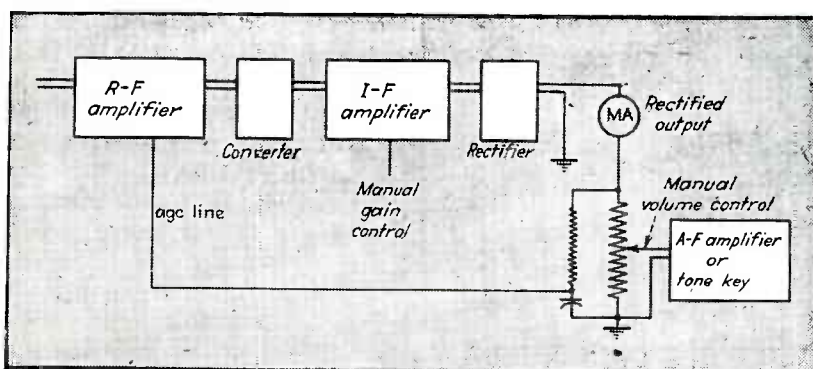 R-F
amplifier
Converter
I-F
amplifier
Rectifier
MA
Rectified
output
agc line
Manual
gain
control
Manual
volume control
A-F amplifier
or
tone key